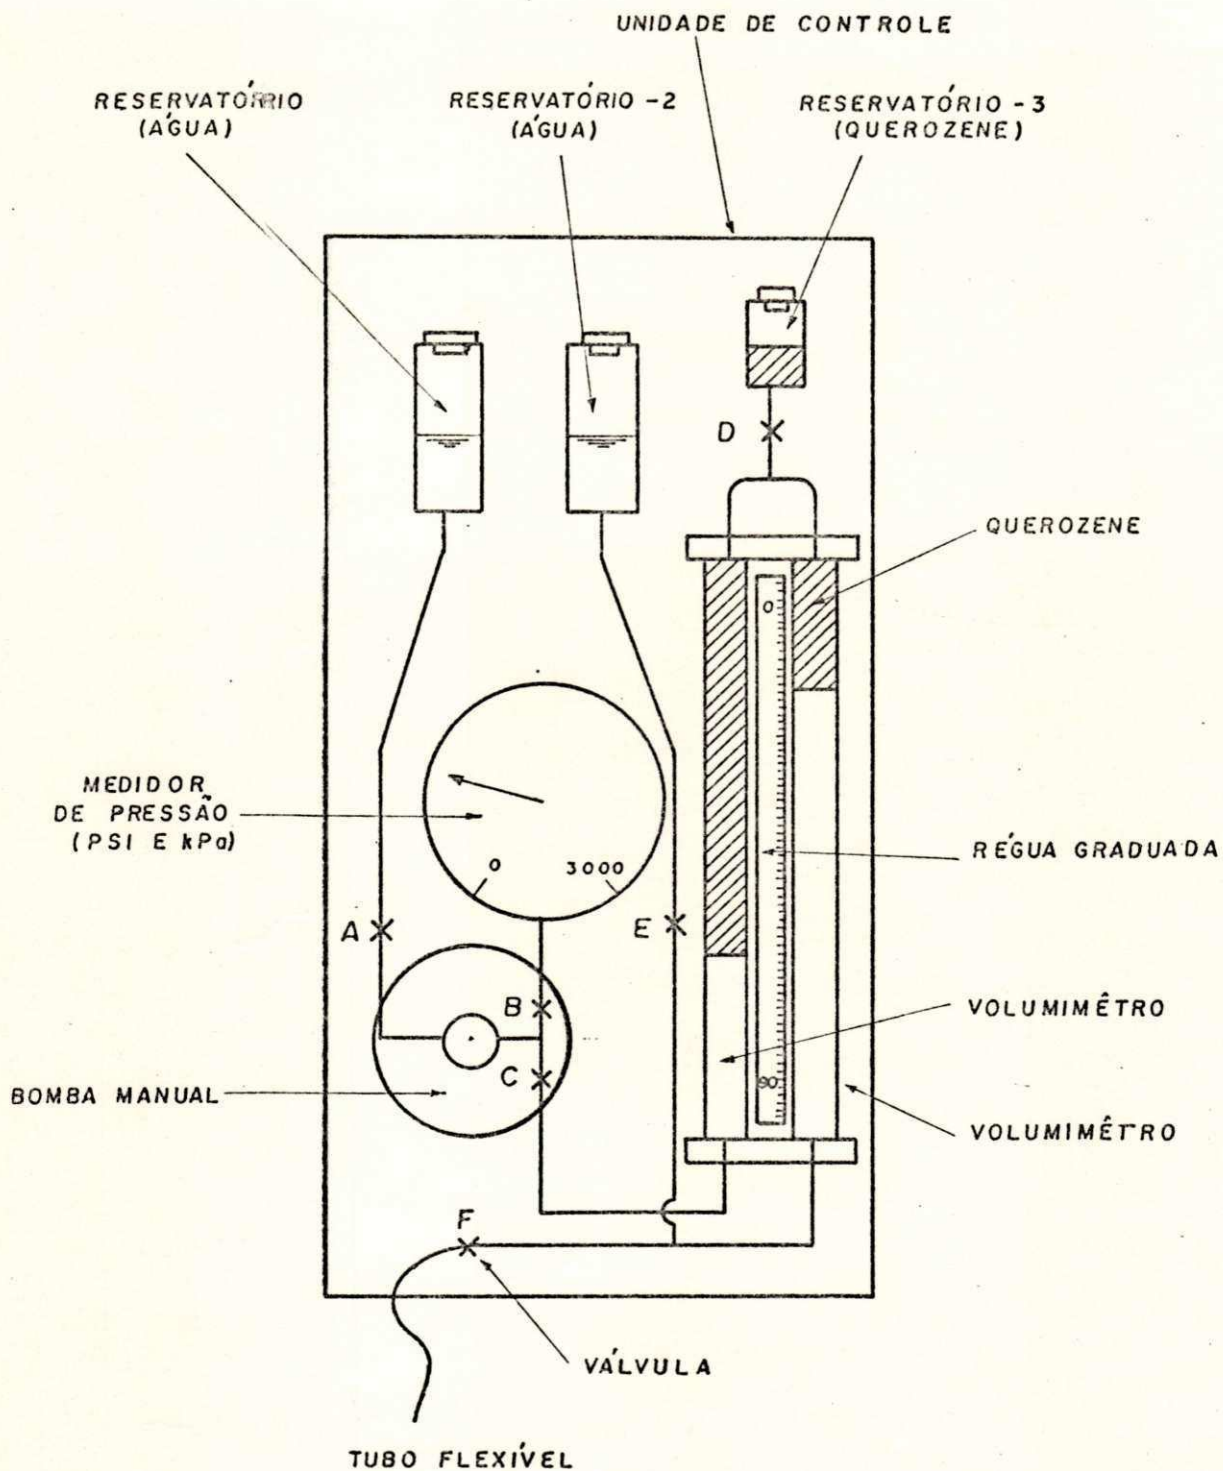 UNIDADE DE CONTROLE
RESERVATÓRRIO
(ÁGUA)
RESERVATÓRIO -2
(ÁGUA)
RESERVATÓRIO - 3
(QUEROZENE)
D
QUEROZENE
0
MEDIDOR
DE PRESSÃO
(PSI E kPa)
0
3000
RÉGUA GRADUADA
A
E
B
C
VOLUMIMÊTRO
90
BOMBA MANUAL
VOLUMIMÊTRO
F
VÁLVULA
TUBO FLEXÍVEL